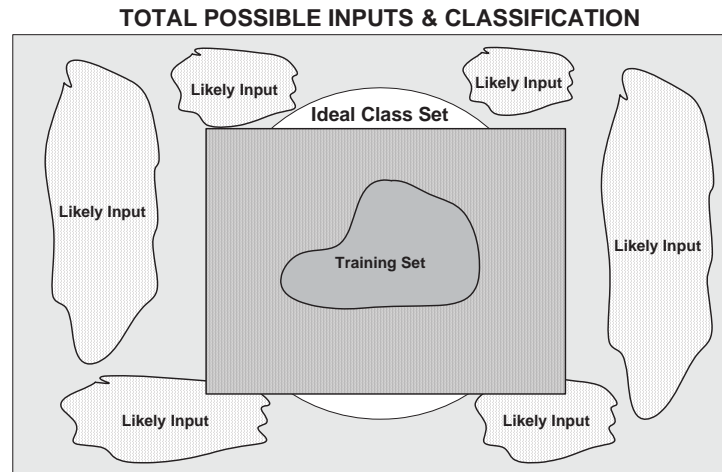 TOTAL POSSIBLE INPUTS & CLASSIFICATION
Likely Input
Likely Input
Ideal Class Set
Likely Input
Likely Input
Training Set
Likely Input
Likely Input